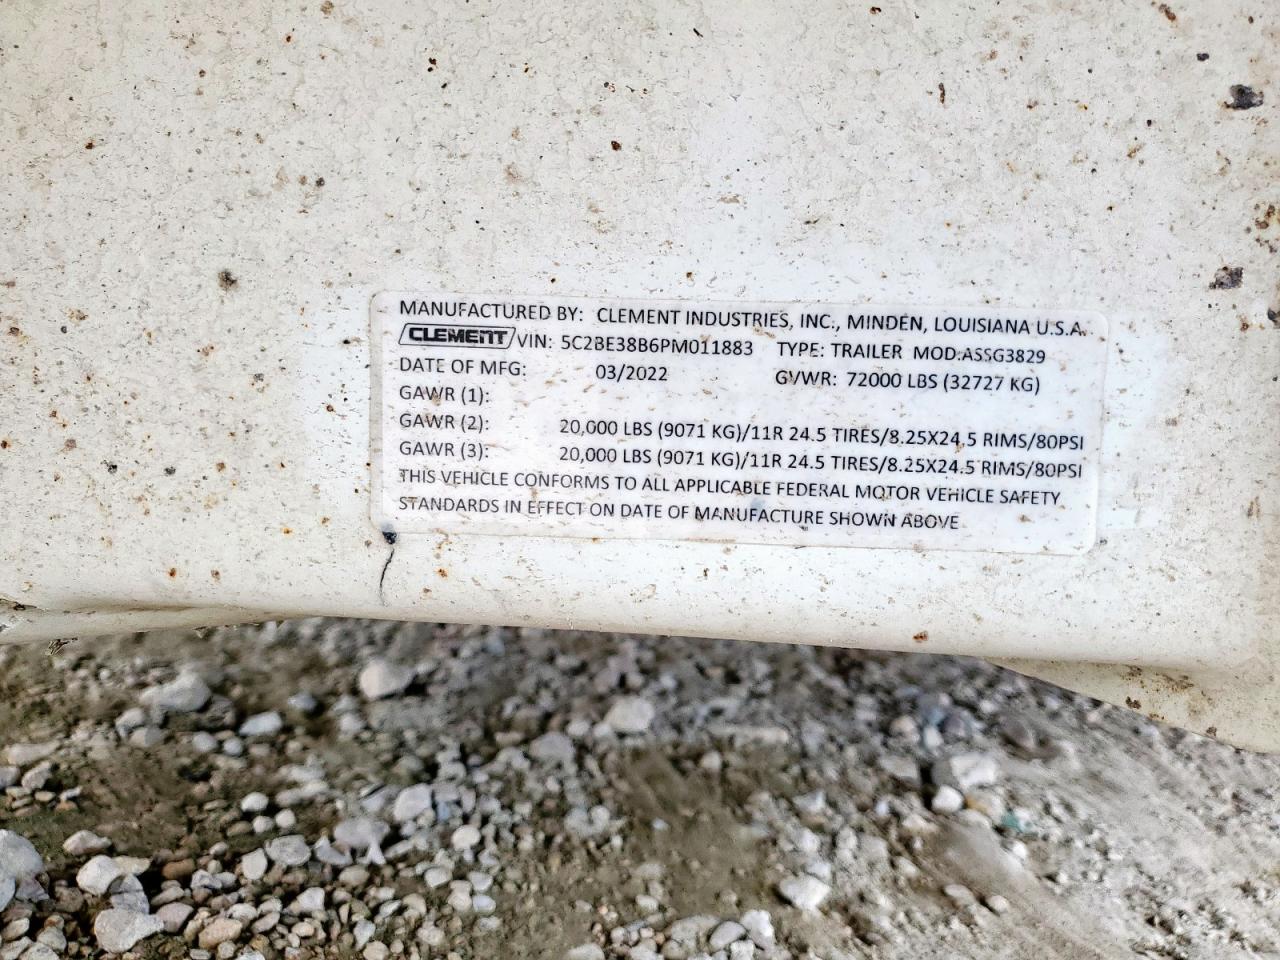 MANUFACTURED BY: CLEMENT INDUSTRIES, INC., MINDEN, LOUISIANA U.S.A.
CLEMENT VIN: 5C2BE38B6PM011883 TYPE: TRAILER MOD:ASSG3829
DATE OF MFG: 03/2022 GVWR: 72000 LBS (32727 KG)
GAWR (1):
GAWR (2): 20,000 LBS (9071 KG)/11R 24.5 TIRES/8.25X24.5 RIMS/80PSI
GAWR (3): 20,000 LBS (9071 KG)/11R 24.5 TIRES/8.25X24.5 RIMS/80PSI
THIS VEHICLE CONFORMS TO ALL APPLICABLE FEDERAL MOTOR VEHICLE SAFETY
STANDARDS IN EFFECT ON DATE OF MANUFACTURE SHOWN ABOVE